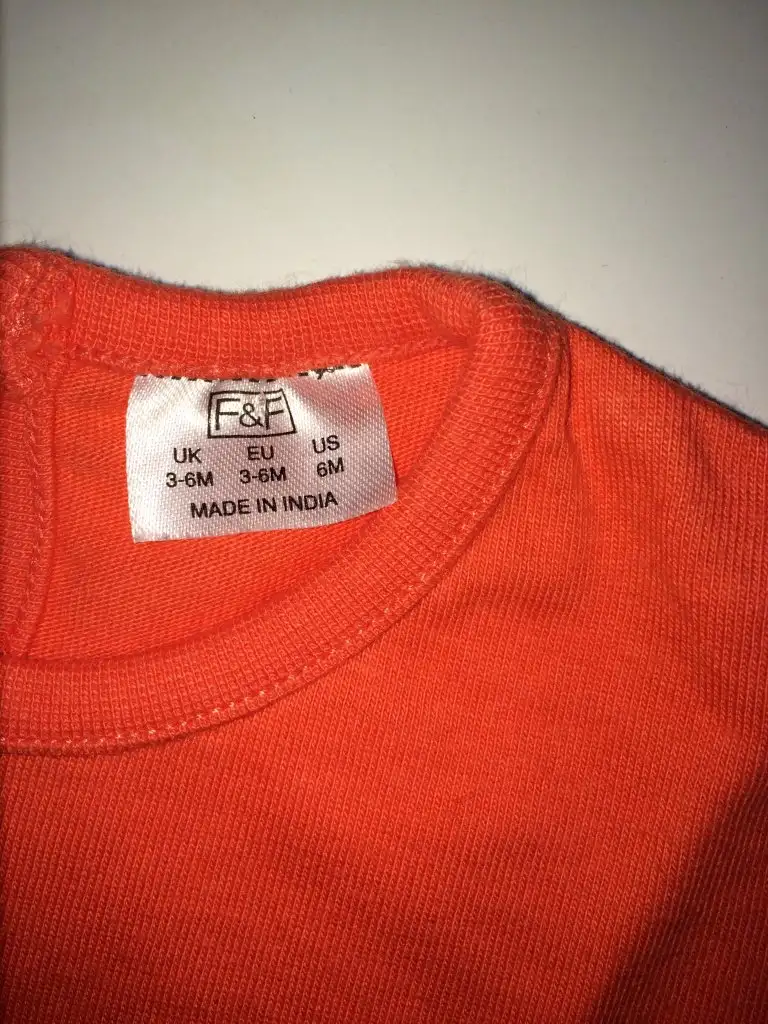 F&F
UK EU US
3-6M 3-6M 6M
MADE IN INDIA